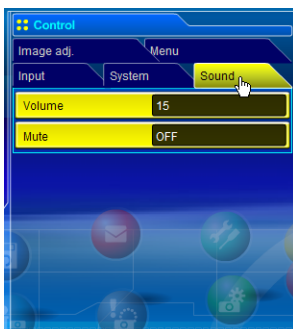 Control
Image adj. Menu
Input System Sound
Volume 15
Mute OFF